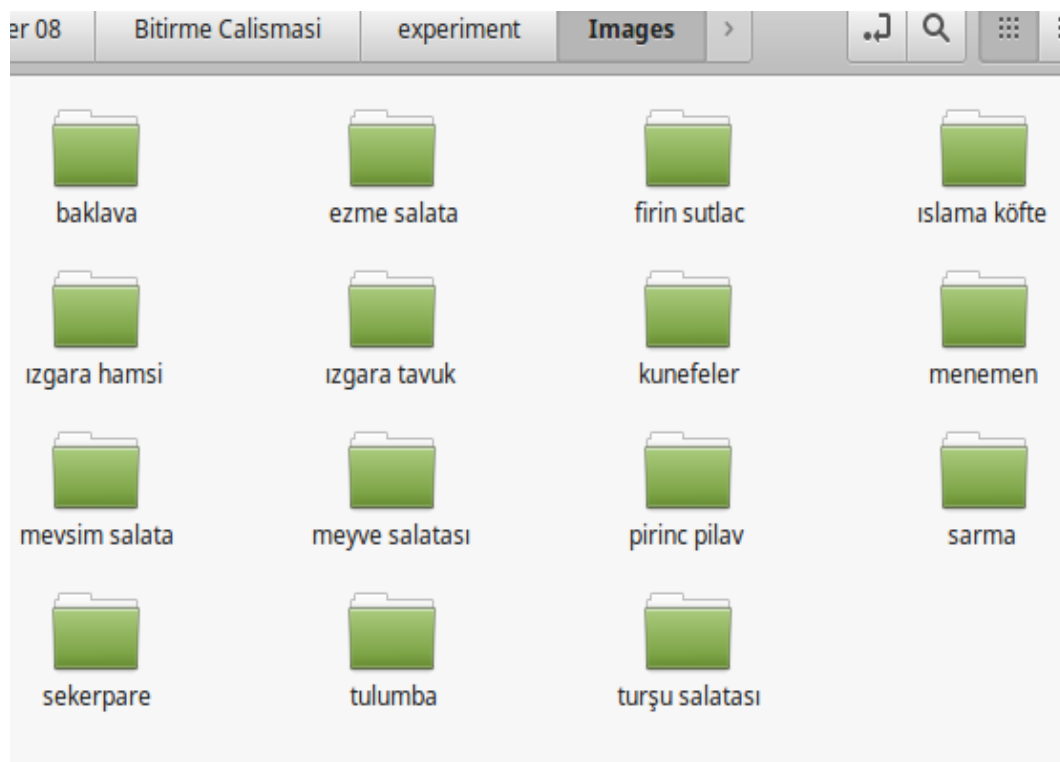 er 08 Bitirme Calismasi experiment Images
baklava ezme salata firin sutlac ıslama köfte
ızgara hamsi ızgara tavuk kunefeler menemen
mevsim salata meyve salatası pirinc pilav sarma
sekerpare tulumba turşu salatası